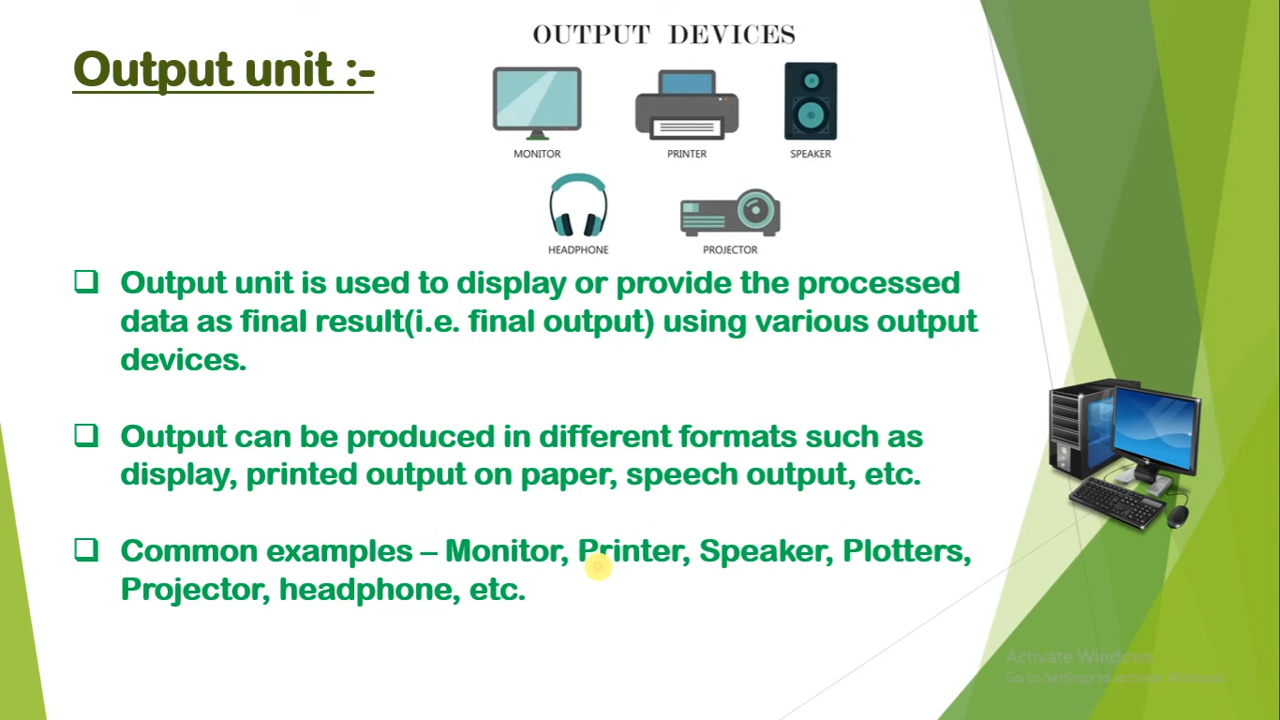 Output unit :-
OUTPUT DEVICES
MONITOR
PRINTER
SPEAKER
HEADPHONE
PROJECTOR
Output unit is used to display or provide the processed
data as final result(i.e. final output) using various output
devices.
Output can be produced in different formats such as
display, printed output on paper, speech output, etc.
Common examples – Monitor, Printer, Speaker, Plotters,
Projector, headphone, etc.
Activate Windows
Go to Settings to activate Windows.